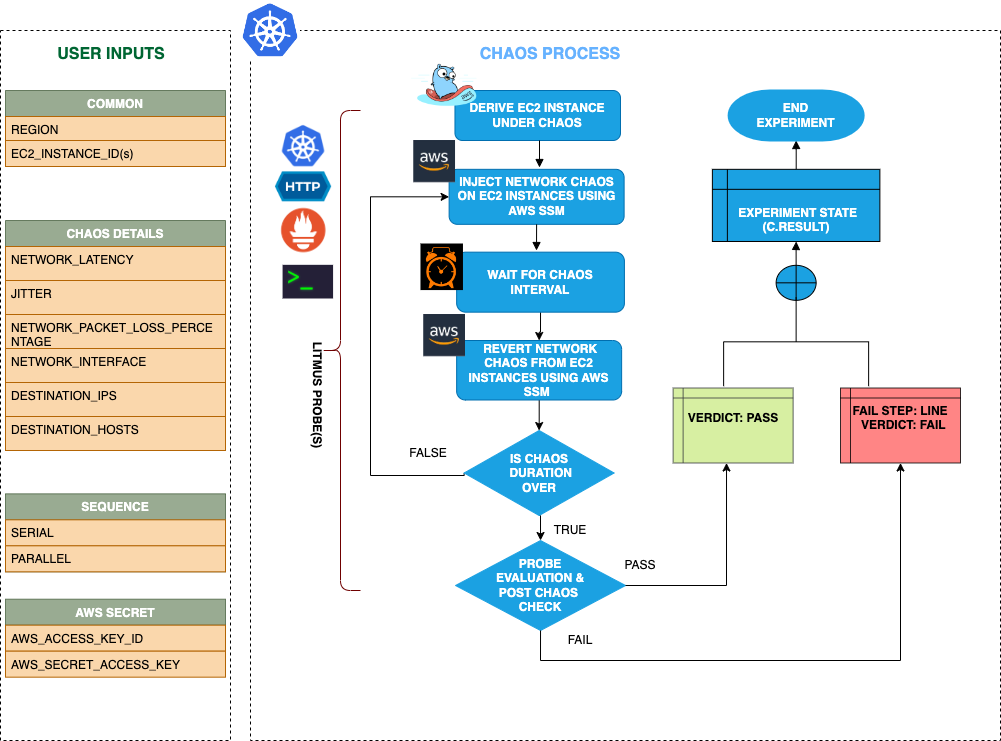 USER INPUTS
COMMON
REGION
EC2_INSTANCE_ID(s)
CHAOS DETAILS
NETWORK_LATENCY
JITTER
NETWORK_PACKET_LOSS_PERCE
NTAGE
NETWORK_INTERFACE
DESTINATION_IPS
DESTINATION_HOSTS
SEQUENCE
SERIAL
PARALLEL
AWS SECRET
AWS_ACCESS_KEY_ID
AWS_SECRET_ACCESS_KEY
CHAOS PROCESS
HTTP
>_
LITMUS PROBE(S)
DERIVE EC2 INSTANCE
UNDER CHAOS
aws
INJECT NETWORK CHAOS
ON EC2 INSTANCES USING
AWS SSM
WAIT FOR CHAOS
INTERVAL
aws
REVERT NETWORK
CHAOS FROM EC2
INSTANCES USING AWS
SSM
IS CHAOS
DURATION
OVER
FALSE
TRUE
PROBE
EVALUATION &
POST CHAOS
CHECK
PASS
FAIL
VERDICT: PASS
FAIL STEP: LINE
VERDICT: FAIL
EXPERIMENT STATE
(C.RESULT)
END
EXPERIMENT